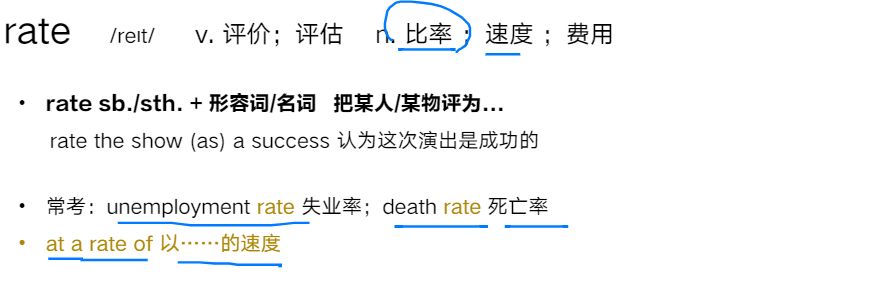 rate /reɪt/ v. 评价；评估 n. 比率；速度；费用
• rate sb./sth. + 形容词/名词 把某人/某物评为…
rate the show (as) a success 认为这次演出是成功的
• 常考：unemployment rate 失业率；death rate 死亡率
• at a rate of 以……的速度